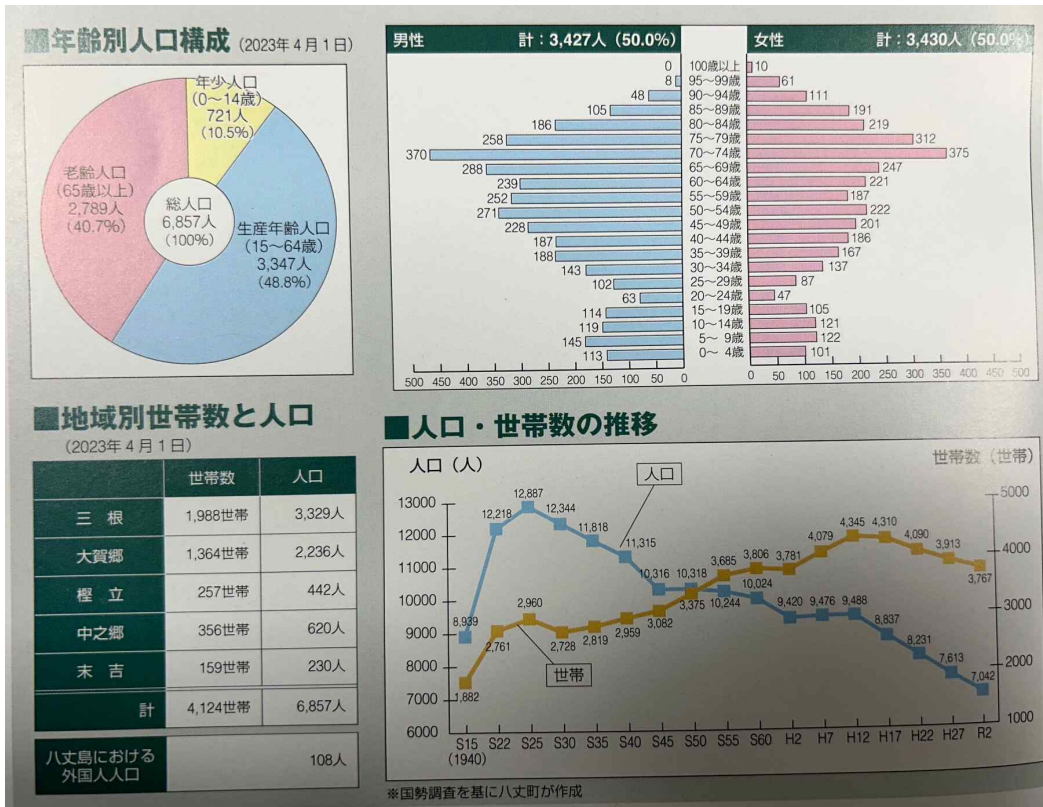 ■年齢別人口構成 (2023年4月1日)
年少人口
(0～14歳)
721人
(10.5%)
老齢人口
(65歳以上)
2,789人
(40.7%)
総人口
6,857人
(100%)
生産年齢人口
(15～64歳)
3,347人
(48.8%)
男性 計：3,427人 (50.0%) 女性 計：3,430人 (50.0%)
0 100歳以上 10
8 95～99歳 61
48 90～94歳 111
105 85～89歳 191
186 80～84歳 219
258 75～79歳 312
370 70～74歳 375
288 65～69歳 247
239 60～64歳 221
252 55～59歳 187
271 50～54歳 222
228 45～49歳 201
187 40～44歳 186
188 35～39歳 167
143 30～34歳 137
102 25～29歳 87
63 20～24歳 47
114 15～19歳 105
119 10～14歳 121
145 5～ 9歳 122
113 0～ 4歳 101
500 450 400 350 300 250 200 150 100 50 0 0 50 100 150 200 250 300 350 400 450 500
■地域別世帯数と人口
(2023年4月1日)
世帯数 人口
三根 1,988世帯 3,329人
大賀郷 1,364世帯 2,236人
樫立 257世帯 442人
中之郷 356世帯 620人
末吉 159世帯 230人
計 4,124世帯 6,857人
八丈島における
外国人人口
108人
■人口・世帯数の推移
人口（人） 世帯数（世帯）
13000
12000
11000
10000
9000
8000
7000
6000
5000
4000
3000
2000
1000
人口
8,939 12,218 12,887 12,344 11,818 11,315 10,316 10,318 10,244 10,024 9,420 9,476 9,488 8,837 8,231 7,613 7,042
世帯
1,882 2,761 2,960 2,728 2,819 2,959 3,082 3,375 3,685 3,806 3,781 4,079 4,345 4,310 4,090 3,913 3,767
S15 S22 S25 S30 S35 S40 S45 S50 S55 S60 H2 H7 H12 H17 H22 H27 R2
(1940)
※国勢調査を基に八丈町が作成